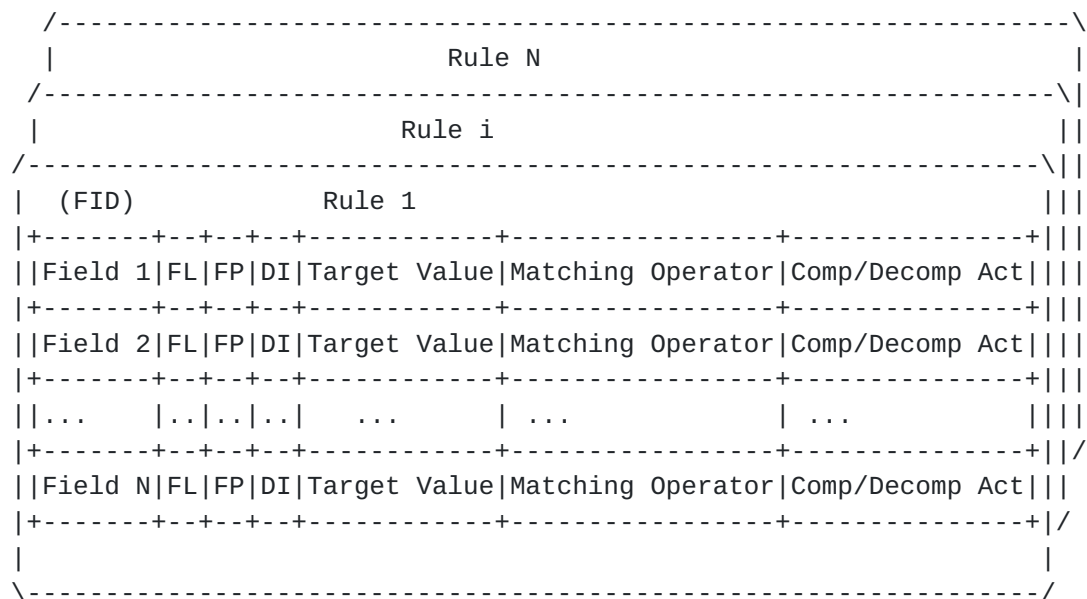 /-----------------------------------------------------------------\
  |                         Rule N                                  |
 /-----------------------------------------------------------------\|
 |                       Rule i                                    ||
/-----------------------------------------------------------------\||
|  (FID)            Rule 1                                        |||
|+-------+--+--+--+------------+-----------------+---------------+|||
||Field 1|FL|FP|DI|Target Value|Matching Operator|Comp/Decomp Act||||
|+-------+--+--+--+------------+-----------------+---------------+|||
||Field 2|FL|FP|DI|Target Value|Matching Operator|Comp/Decomp Act||||
|+-------+--+--+--+------------+-----------------+---------------+|||
||...    |..|..|..|   ...      | ...             | ...           ||||
|+-------+--+--+--+------------+-----------------+---------------+||/
||Field N|FL|FP|DI|Target Value|Matching Operator|Comp/Decomp Act|||
|+-------+--+--+--+------------+-----------------+---------------+|/
|                                                                 |
\-----------------------------------------------------------------/